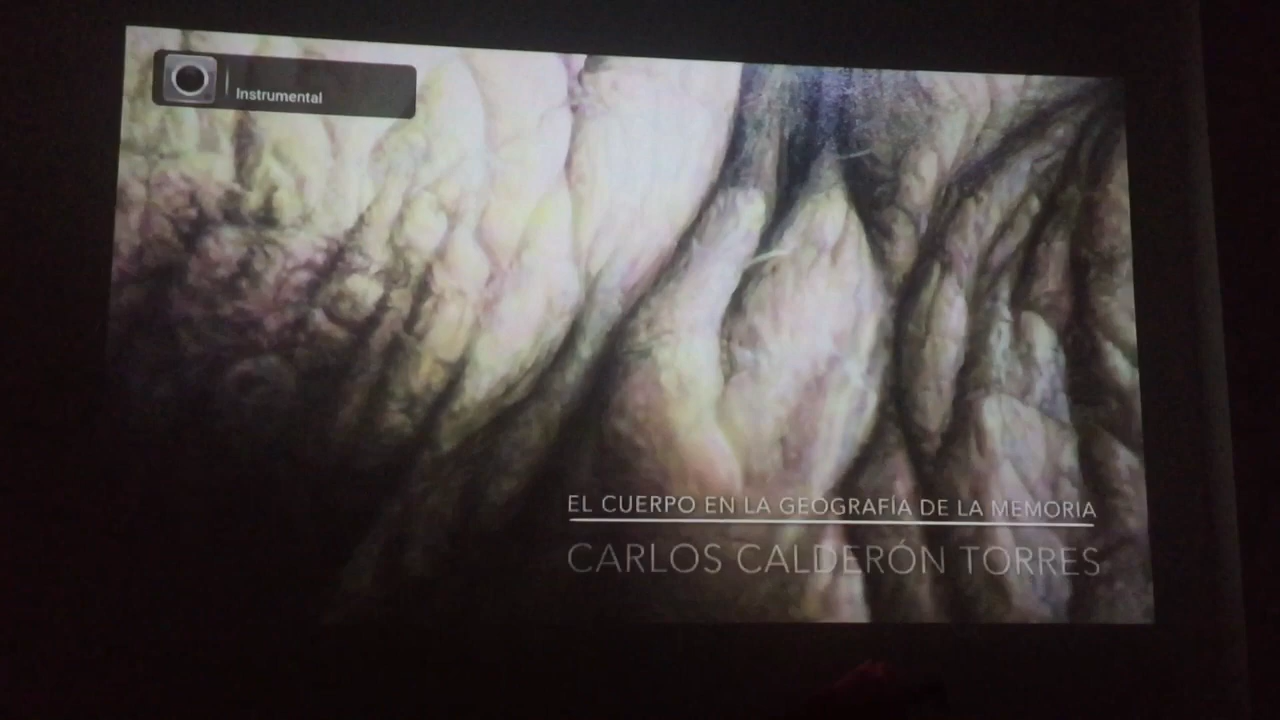 Instrumental
EL CUERPO EN LA GEOGRAFÍA DE LA MEMORIA
CARLOS CALDERÓN TORRES